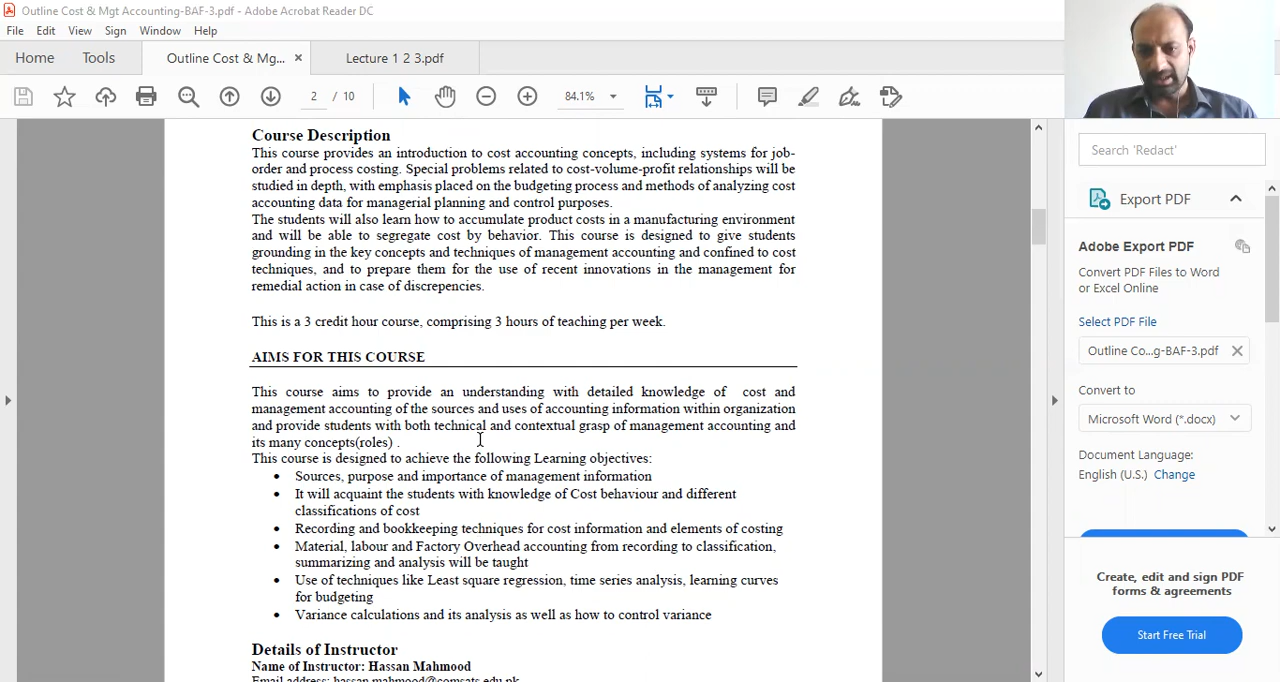 Outline Cost & Mgt Accounting-BAF-3.pdf - Adobe Acrobat Reader DC
File Edit View Sign Window Help
Home Tools Outline Cost & Mg... × Lecture 1 2 3.pdf
2 / 10 84.1%
Course Description
This course provides an introduction to cost accounting concepts, including systems for job-
order and process costing. Special problems related to cost-volume-profit relationships will be
studied in depth, with emphasis placed on the budgeting process and methods of analyzing cost
accounting data for managerial planning and control purposes.
The students will also learn how to accumulate product costs in a manufacturing environment
and will be able to segregate cost by behavior. This course is designed to give students
grounding in the key concepts and techniques of management accounting and confined to cost
techniques, and to prepare them for the use of recent innovations in the management for
remedial action in case of discrepencies.
This is a 3 credit hour course, comprising 3 hours of teaching per week.
AIMS FOR THIS COURSE
This course aims to provide an understanding with detailed knowledge of cost and
management accounting of the sources and uses of accounting information within organization
and provide students with both technical and contextual grasp of management accounting and
its many concepts(roles) .
This course is designed to achieve the following Learning objectives:
• Sources, purpose and importance of management information
• It will acquaint the students with knowledge of Cost behaviour and different
classifications of cost
• Recording and bookkeeping techniques for cost information and elements of costing
• Material, labour and Factory Overhead accounting from recording to classification,
summarizing and analysis will be taught
• Use of techniques like Least square regression, time series analysis, learning curves
for budgeting
• Variance calculations and its analysis as well as how to control variance
Details of Instructor
Name of Instructor: Hassan Mahmood
Email address: hassan.mahmood@comsats.edu.pk
Search 'Redact'
Export PDF
Adobe Export PDF
Convert PDF Files to Word
or Excel Online
Select PDF File
Outline Co...g-BAF-3.pdf ×
Convert to
Microsoft Word (*.docx)
Document Language:
English (U.S.) Change
Create, edit and sign PDF
forms & agreements
Start Free Trial